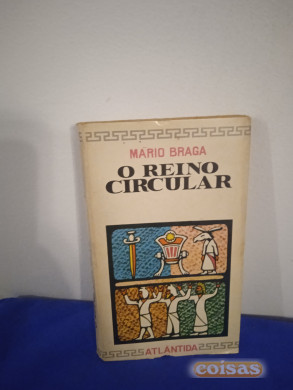 MÁRIO BRAGA
O REINO
CIRCULAR
ATLÂNTIDA
coisas